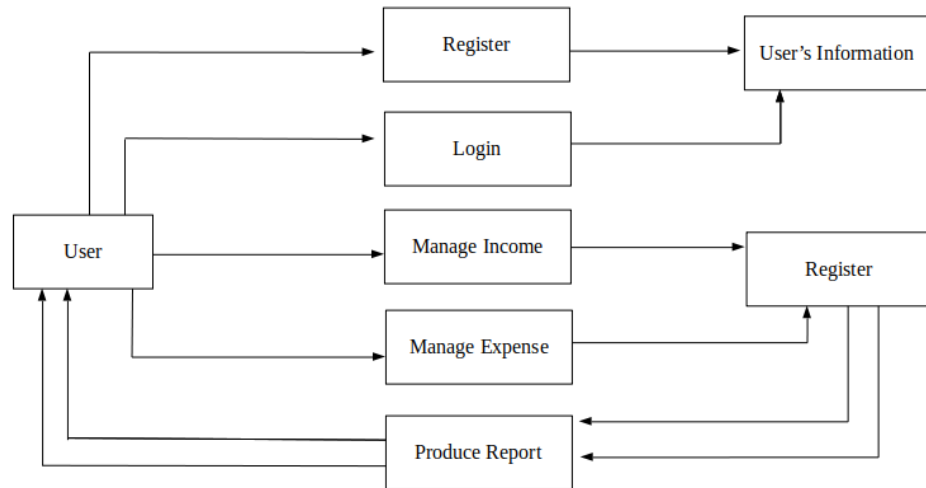 Register
User's Information
Login
User
Manage Income
Register
Manage Expense
Produce Report